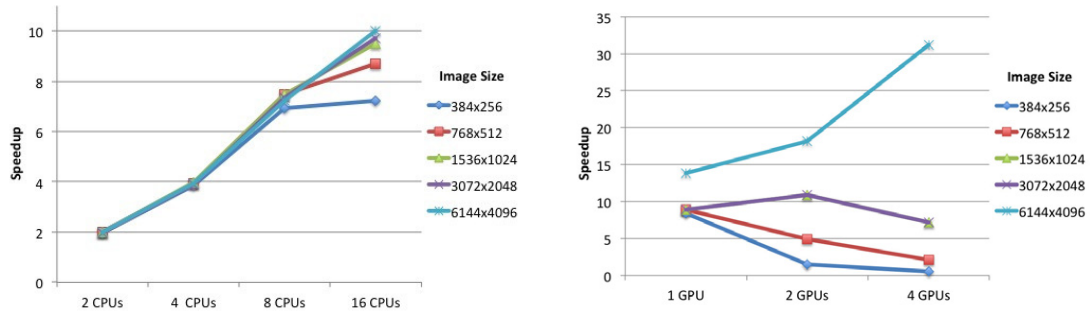 10
8
6
4
2
0
Speedup
2 CPUs
4 CPUs
8 CPUs
16 CPUs
Image Size
384x256
768x512
1536x1024
3072x2048
6144x4096
35
30
25
20
15
10
5
0
Speedup
1 GPU
2 GPUs
4 GPUs
Image Size
384x256
768x512
1536x1024
3072x2048
6144x4096